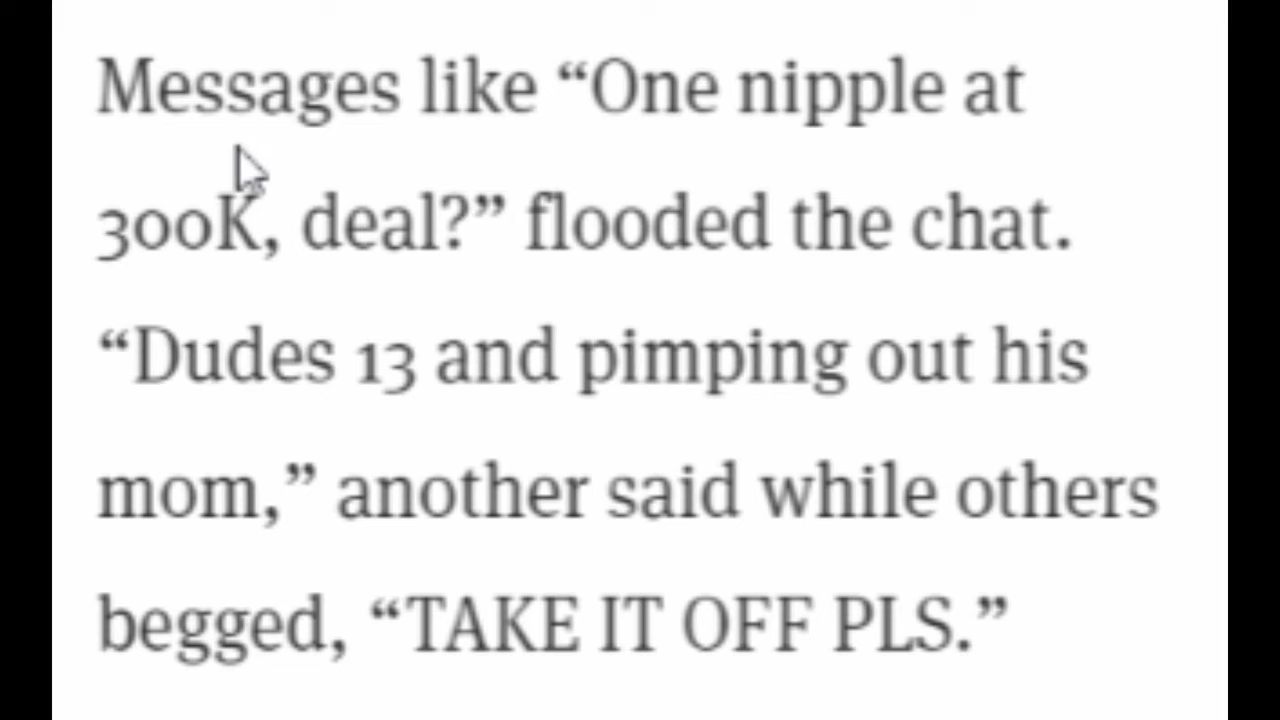 Messages like “One nipple at
300K, deal?” flooded the chat.
“Dudes 13 and pimping out his
mom,” another said while others
begged, “TAKE IT OFF PLS.”